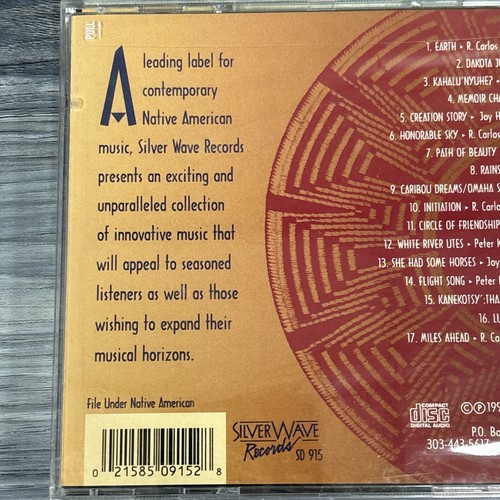 PULL
A leading label for
contemporary
Native American
music, Silver Wave Records
presents an exciting and
unparalleled collection
of innovative music that
will appeal to seasoned
listeners as well as those
wishing to expand their
musical horizons.
File Under Native American
0 21585 09152 8
SILVER WAVE
Records
SD 915
1. EARTH • R. Carlos
2. DAKOTA
3. KAHALU'NYUHE? •
4. MEMOIR
5. CREATION STORY • Joy
6. HONORABLE SKY • R. Carlos
7. PATH OF BEAUTY
8.
9. CARIBOU DREAMS/OMAHA
10. INITIATION • R.
11. CIRCLE OF
12. WHITE RIVER UTES • Peter
13. SHE HAD SOME HORSES • Joy
14. FLIGHT SONG • Peter
15.
16.
17. MILES AHEAD • R.
COMPACT
disc
DIGITAL AUDIO
©℗
P.O.
303-443-5617